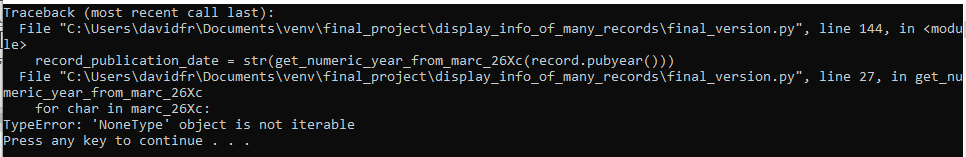 Traceback (most recent call last):
  File "C:\Users\davidfr\Documents\venv\final_project\display_info_of_many_records\final_version.py", line 144, in <modu
le>
    record_publication_date = str(get_numeric_year_from_marc_26Xc(record.pubyear()))
  File "C:\Users\davidfr\Documents\venv\final_project\display_info_of_many_records\final_version.py", line 27, in get_nu
meric_year_from_marc_26Xc
    for char in marc_26Xc:
TypeError: 'NoneType' object is not iterable
Press any key to continue . . .